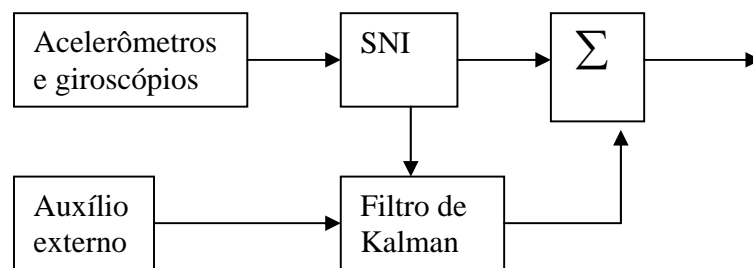 Acelerômetros
e giroscópios
SNI
∑
Auxílio
externo
Filtro de
Kalman